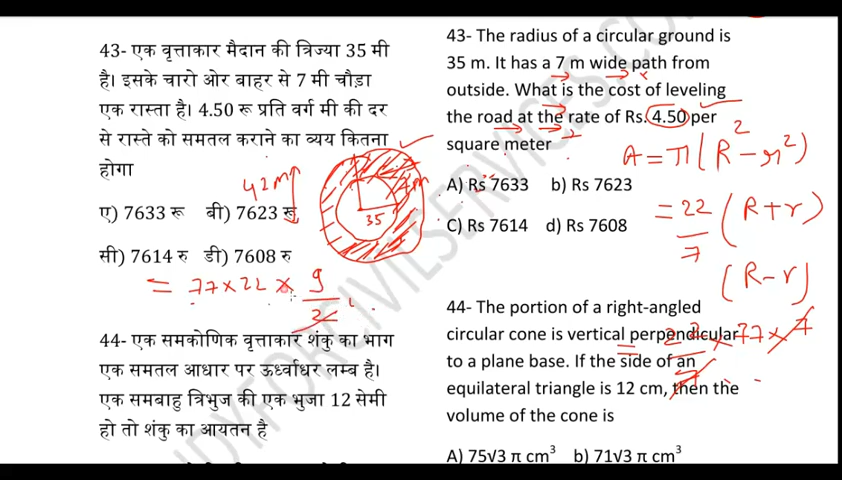 43- एक वृत्ताकार मैदान की त्रिज्या 35 मी
है। इसके चारो ओर बाहर से 7 मी चौड़ा
एक रास्ता है। 4.50 रू प्रति वर्ग मी की दर
से रास्ते को समतल कराने का व्यय कितना
होगा
42m
7m
35
ए) 7633 रू बी) 7623 रू
सी) 7614 रु डी) 7608 रु
= 77 × 22 × 9/2
44- एक समकोणिक वृत्ताकार शंकु का भाग
एक समतल आधार पर ऊर्ध्वाधर लम्ब है।
एक समबाहु त्रिभुज की एक भुजा 12 सेमी
हो तो शंकु का आयतन है
43- The radius of a circular ground is
35 m. It has a 7 m wide path from
outside. What is the cost of leveling
the road at the rate of Rs. 4.50 per
square meter
A) Rs 7633 b) Rs 7623
C) Rs 7614 d) Rs 7608
A = π(R² - r²)
= 22/7 (R+r)
(R-r)
= 22/7 × 77 × 7
44- The portion of a right-angled
circular cone is vertical perpendicular
to a plane base. If the side of an
equilateral triangle is 12 cm, then the
volume of the cone is
A) 75√3 π cm³ b) 71√3 π cm³